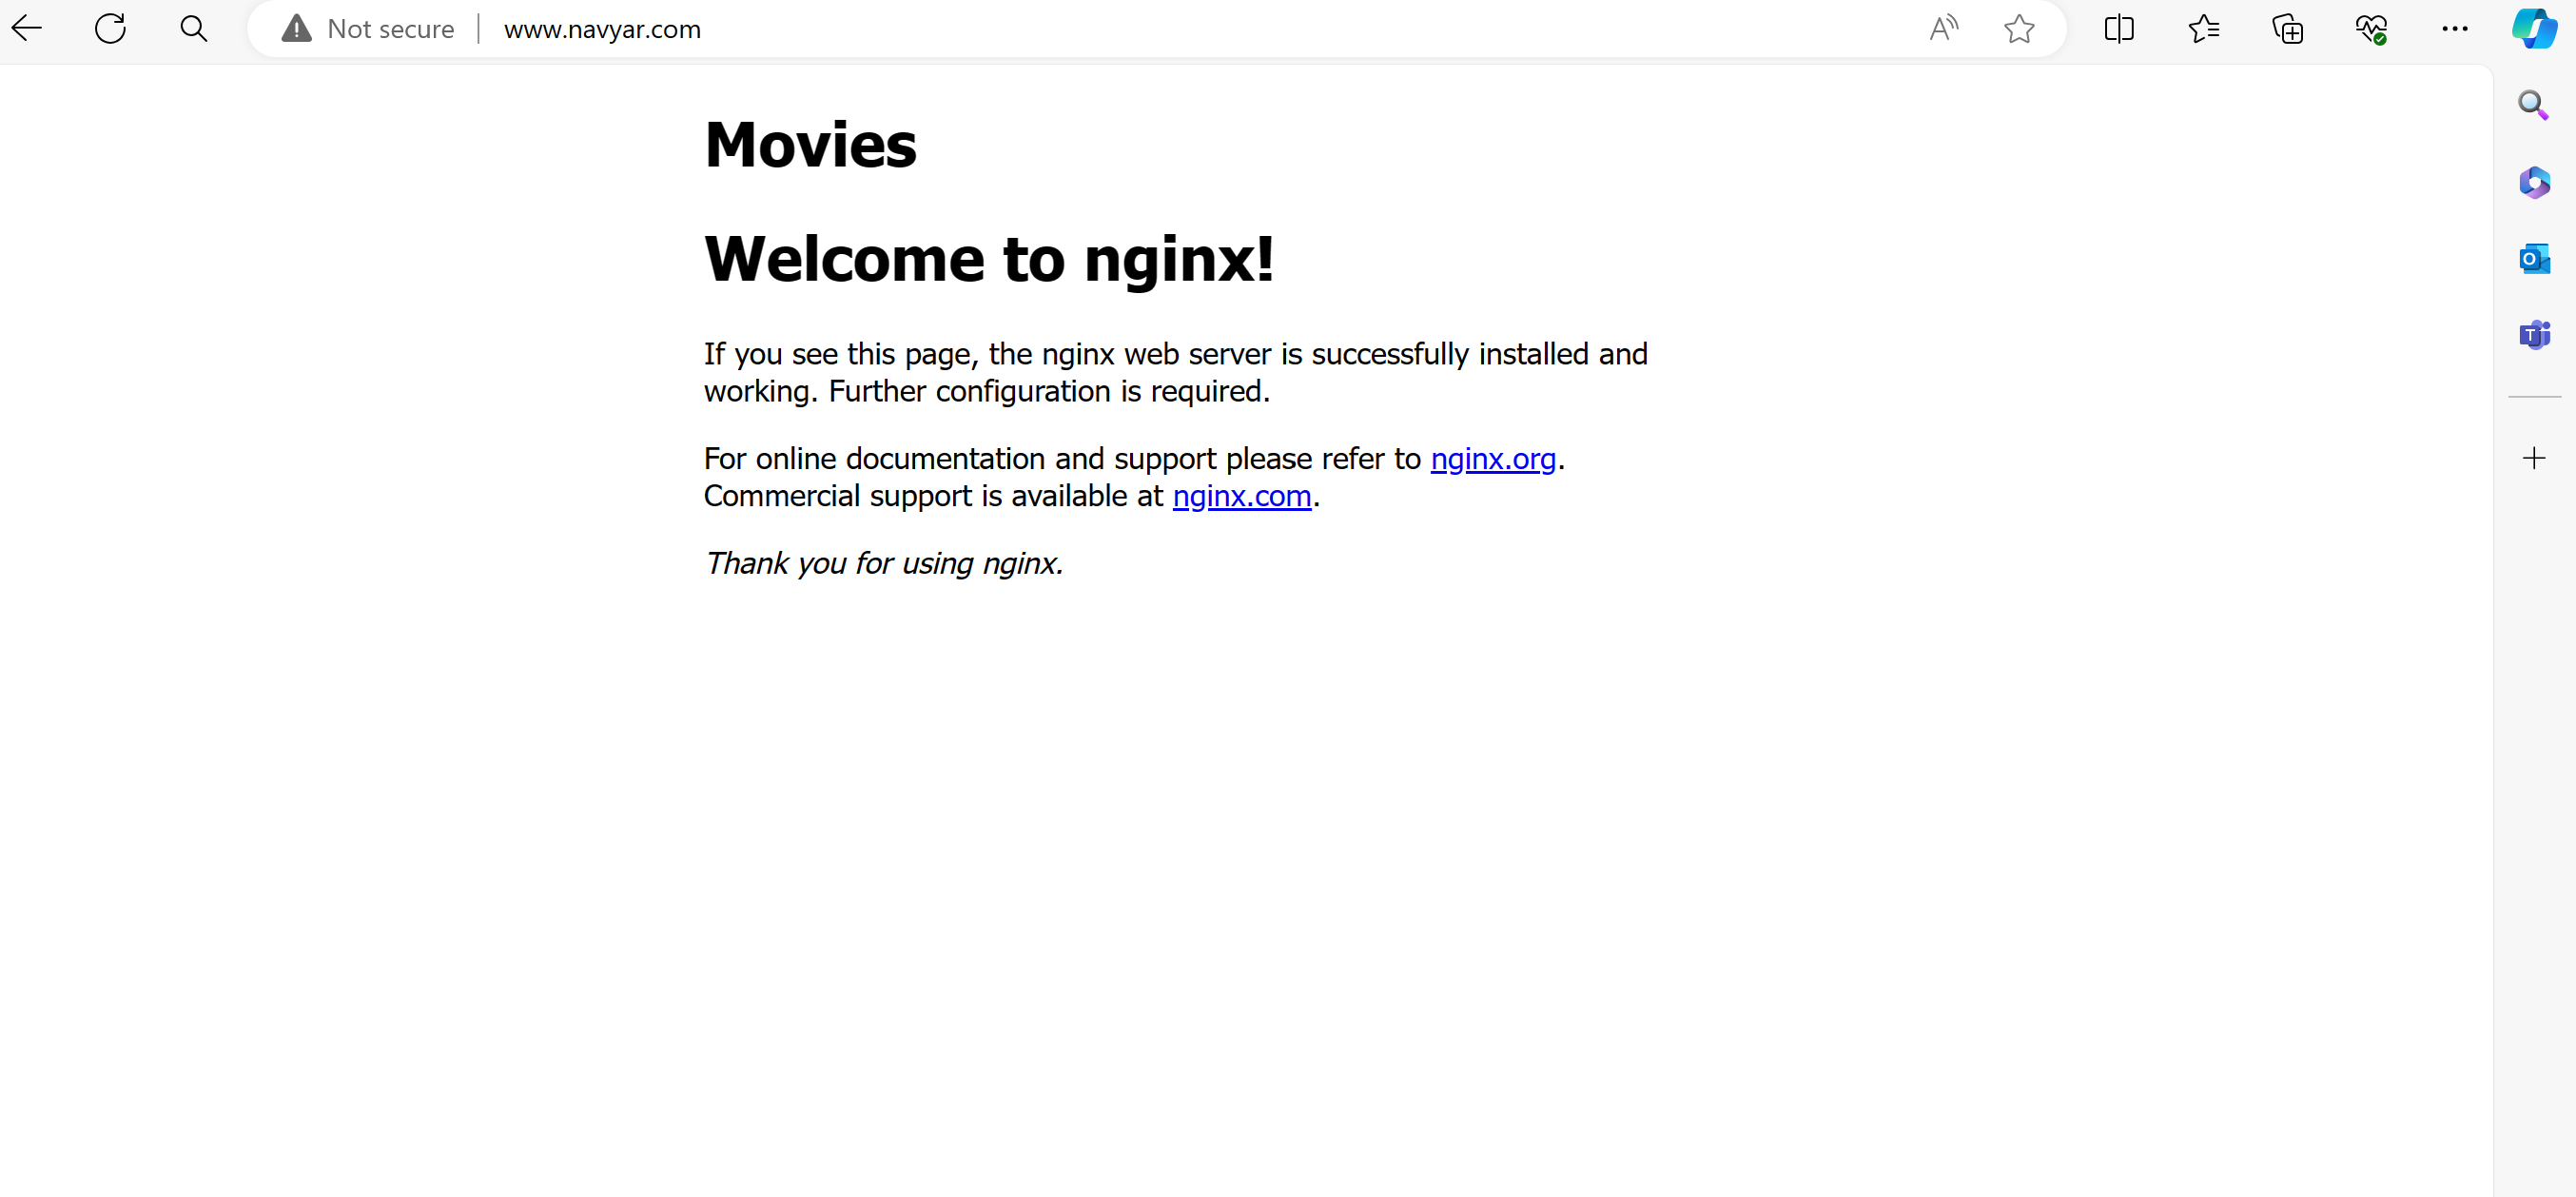 Not secure
www.navyar.com
Movies
Welcome to nginx!
If you see this page, the nginx web server is successfully installed and
working. Further configuration is required.
For online documentation and support please refer to nginx.org.
Commercial support is available at nginx.com.
Thank you for using nginx.